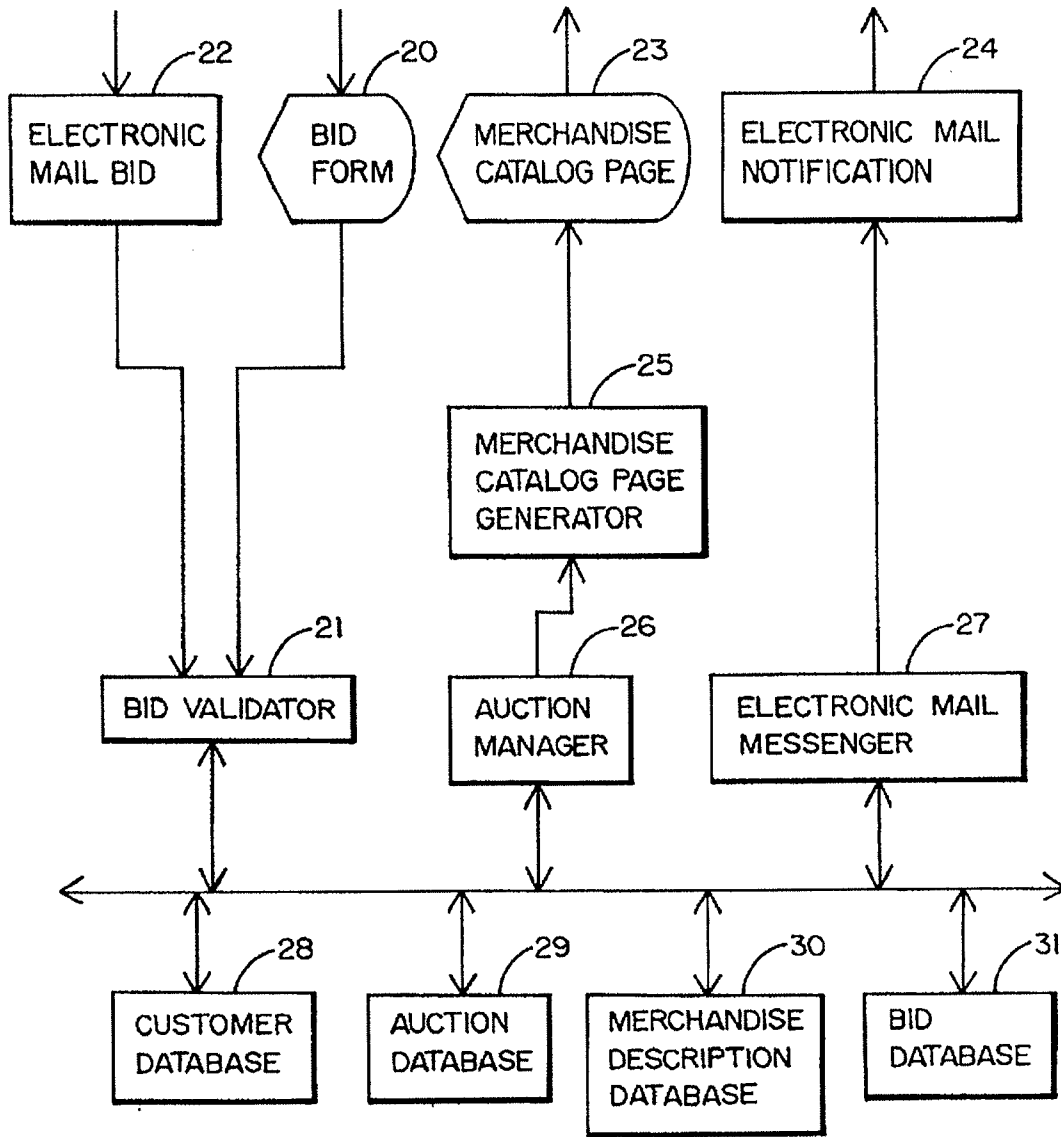 22
20
23
24
ELECTRONIC
MAIL BID
BID
FORM
MERCHANDISE
CATALOG PAGE
ELECTRONIC MAIL
NOTIFICATION
25
MERCHANDISE
CATALOG PAGE
GENERATOR
21
26
27
BID VALIDATOR
AUCTION
MANAGER
ELECTRONIC MAIL
MESSENGER
28
29
30
31
CUSTOMER
DATABASE
AUCTION
DATABASE
MERCHANDISE
DESCRIPTION
DATABASE
BID
DATABASE